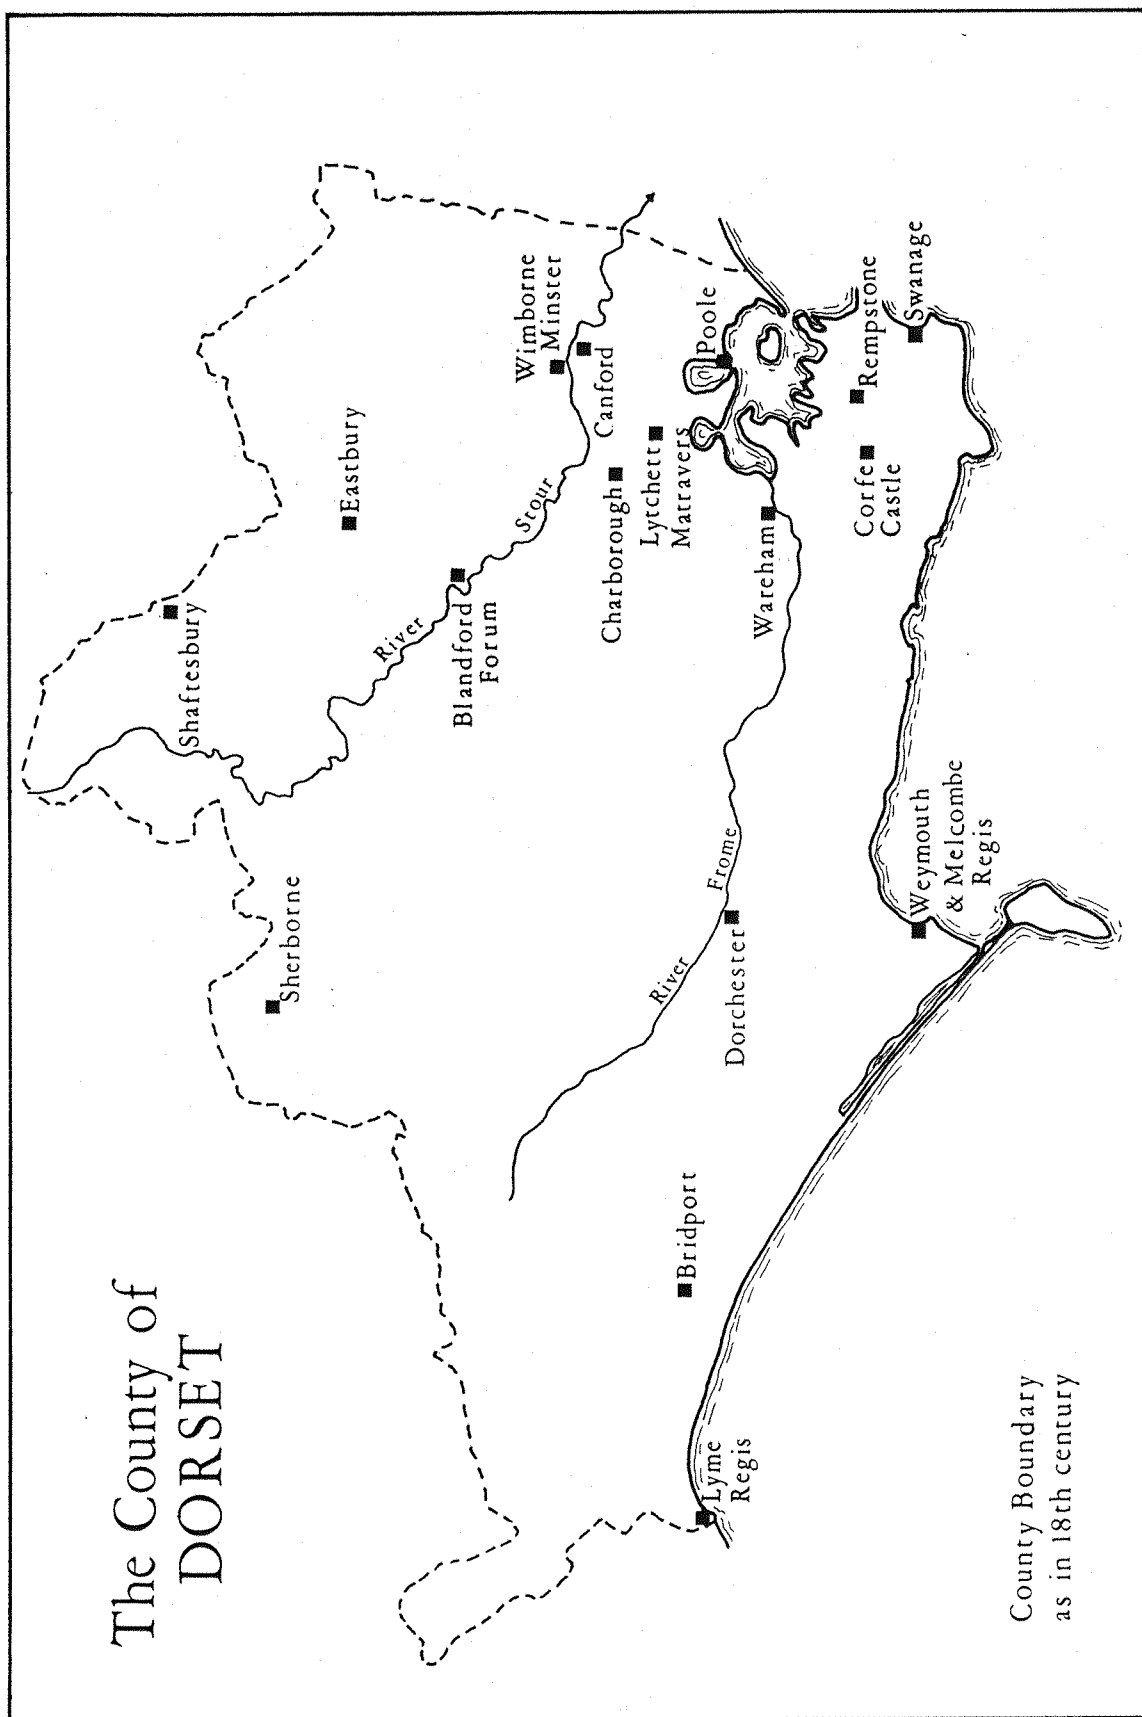 The County of
DORSET
Shaftesbury
Sherborne
Eastbury
River
Stour
Blandford
Forum
Wimborne
Minster
Canford
Charborough
Lytchett
Matravers
Poole
Wareham
River
Frome
Dorchester
Bridport
Lyme
Regis
Corfe
Castle
Rempstone
Swanage
Weymouth
& Melcombe
Regis
County Boundary
as in 18th century